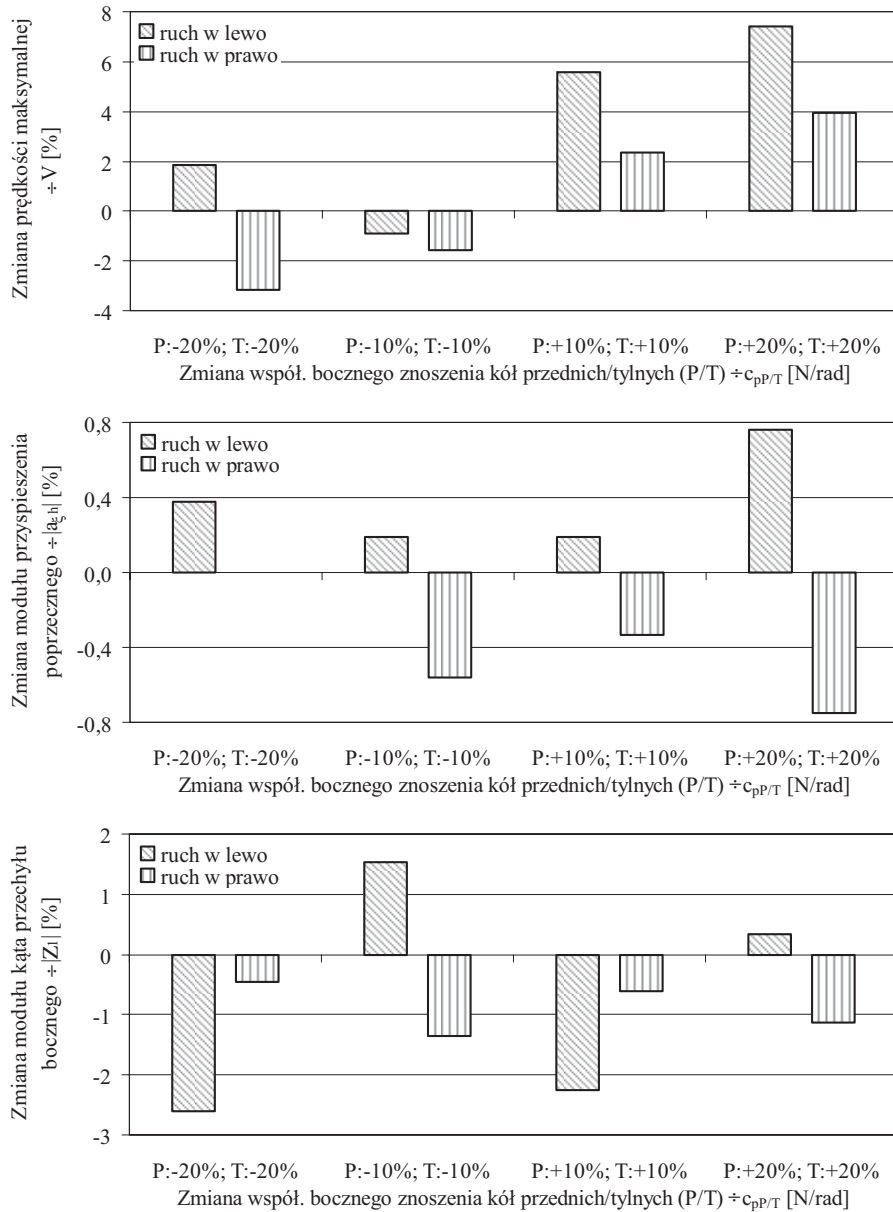 Zmiana prędkości maksymalnej
÷V [%]
8
6
4
2
0
-2
-4
ruch w lewo
ruch w prawo
P:-20%; T:-20% P:-10%; T:-10% P:+10%; T:+10% P:+20%; T:+20%
Zmiana współ. bocznego znoszenia kół przednich/tylnych (P/T) ÷cpP/T [N/rad]
Zmiana modułu przyspieszenia
poprzecznego ÷|aξh| [%]
0,8
0,4
0,0
-0,4
-0,8
ruch w lewo
ruch w prawo
P:-20%; T:-20% P:-10%; T:-10% P:+10%; T:+10% P:+20%; T:+20%
Zmiana współ. bocznego znoszenia kół przednich/tylnych (P/T) ÷cpP/T [N/rad]
Zmiana modułu kąta przechyłu
bocznego ÷|Z1| [%]
2
1
0
-1
-2
-3
ruch w lewo
ruch w prawo
P:-20%; T:-20% P:-10%; T:-10% P:+10%; T:+10% P:+20%; T:+20%
Zmiana współ. bocznego znoszenia kół przednich/tylnych (P/T) ÷cpP/T [N/rad]